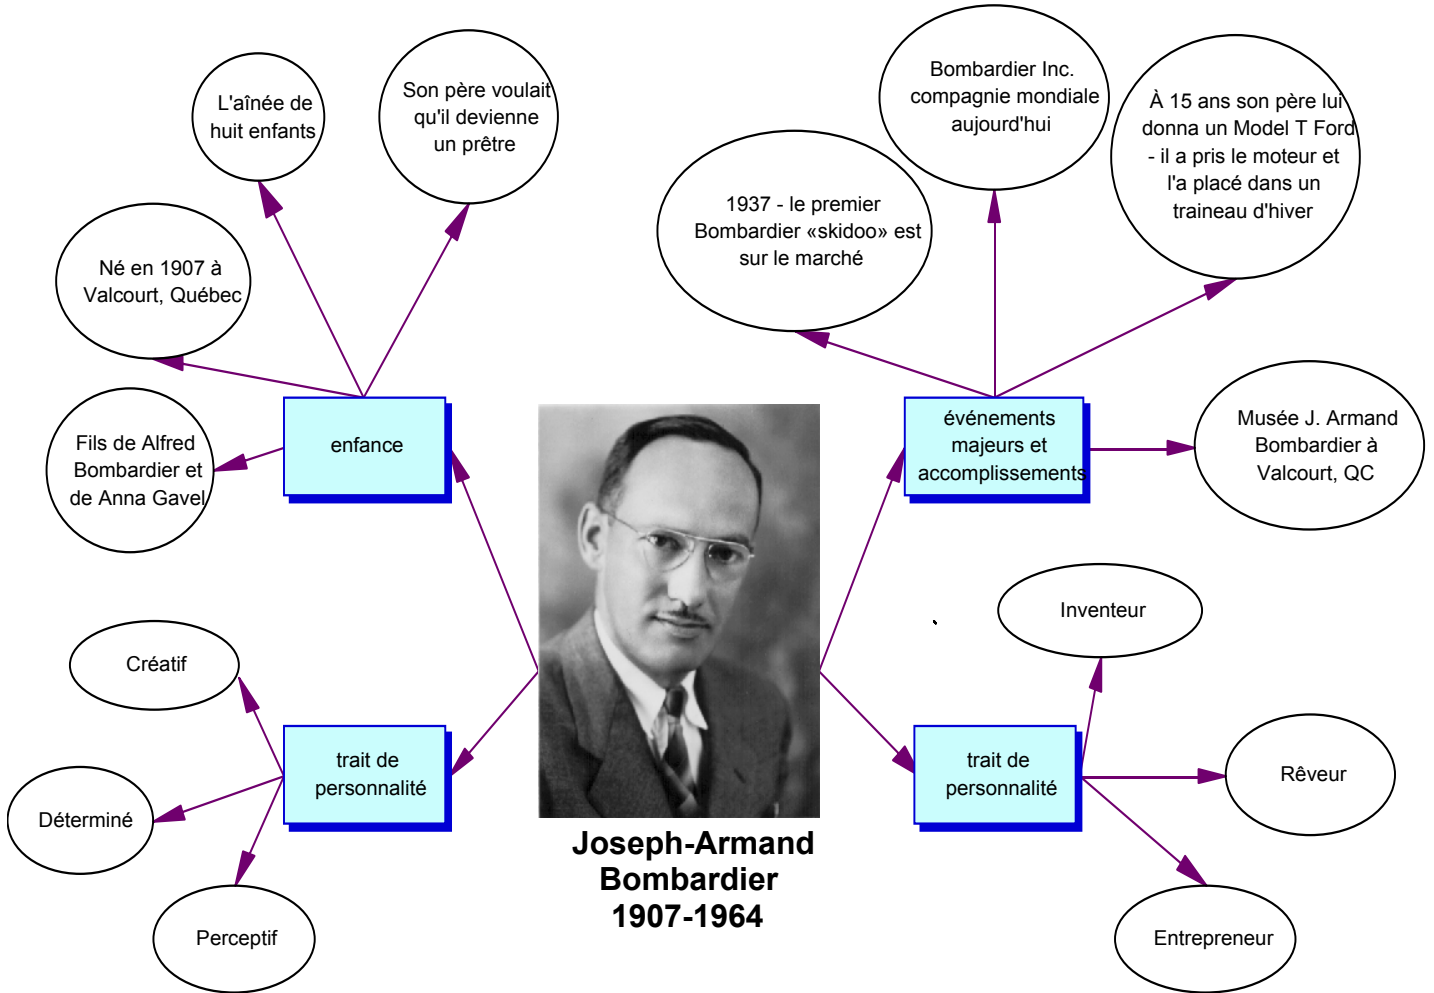 L'aînée de
huit enfants
Son père voulait
qu'il devienne
un prêtre
Né en 1907 à
Valcourt, Québec
Fils de Alfred
Bombardier et
de Anna Gavel
enfance
Bombardier Inc.
compagnie mondiale
aujourd'hui
À 15 ans son père lui
donna un Model T Ford
- il a pris le moteur et
l'a placé dans un
traineau d'hiver
1937 - le premier
Bombardier «skidoo» est
sur le marché
événements
majeurs et
accomplissements
Musée J. Armand
Bombardier à
Valcourt, QC
Créatif
Déterminé
Perceptif
trait de
personnalité
Inventeur
Rêveur
Entrepreneur
trait de
personnalité
Joseph-Armand
Bombardier
1907-1964